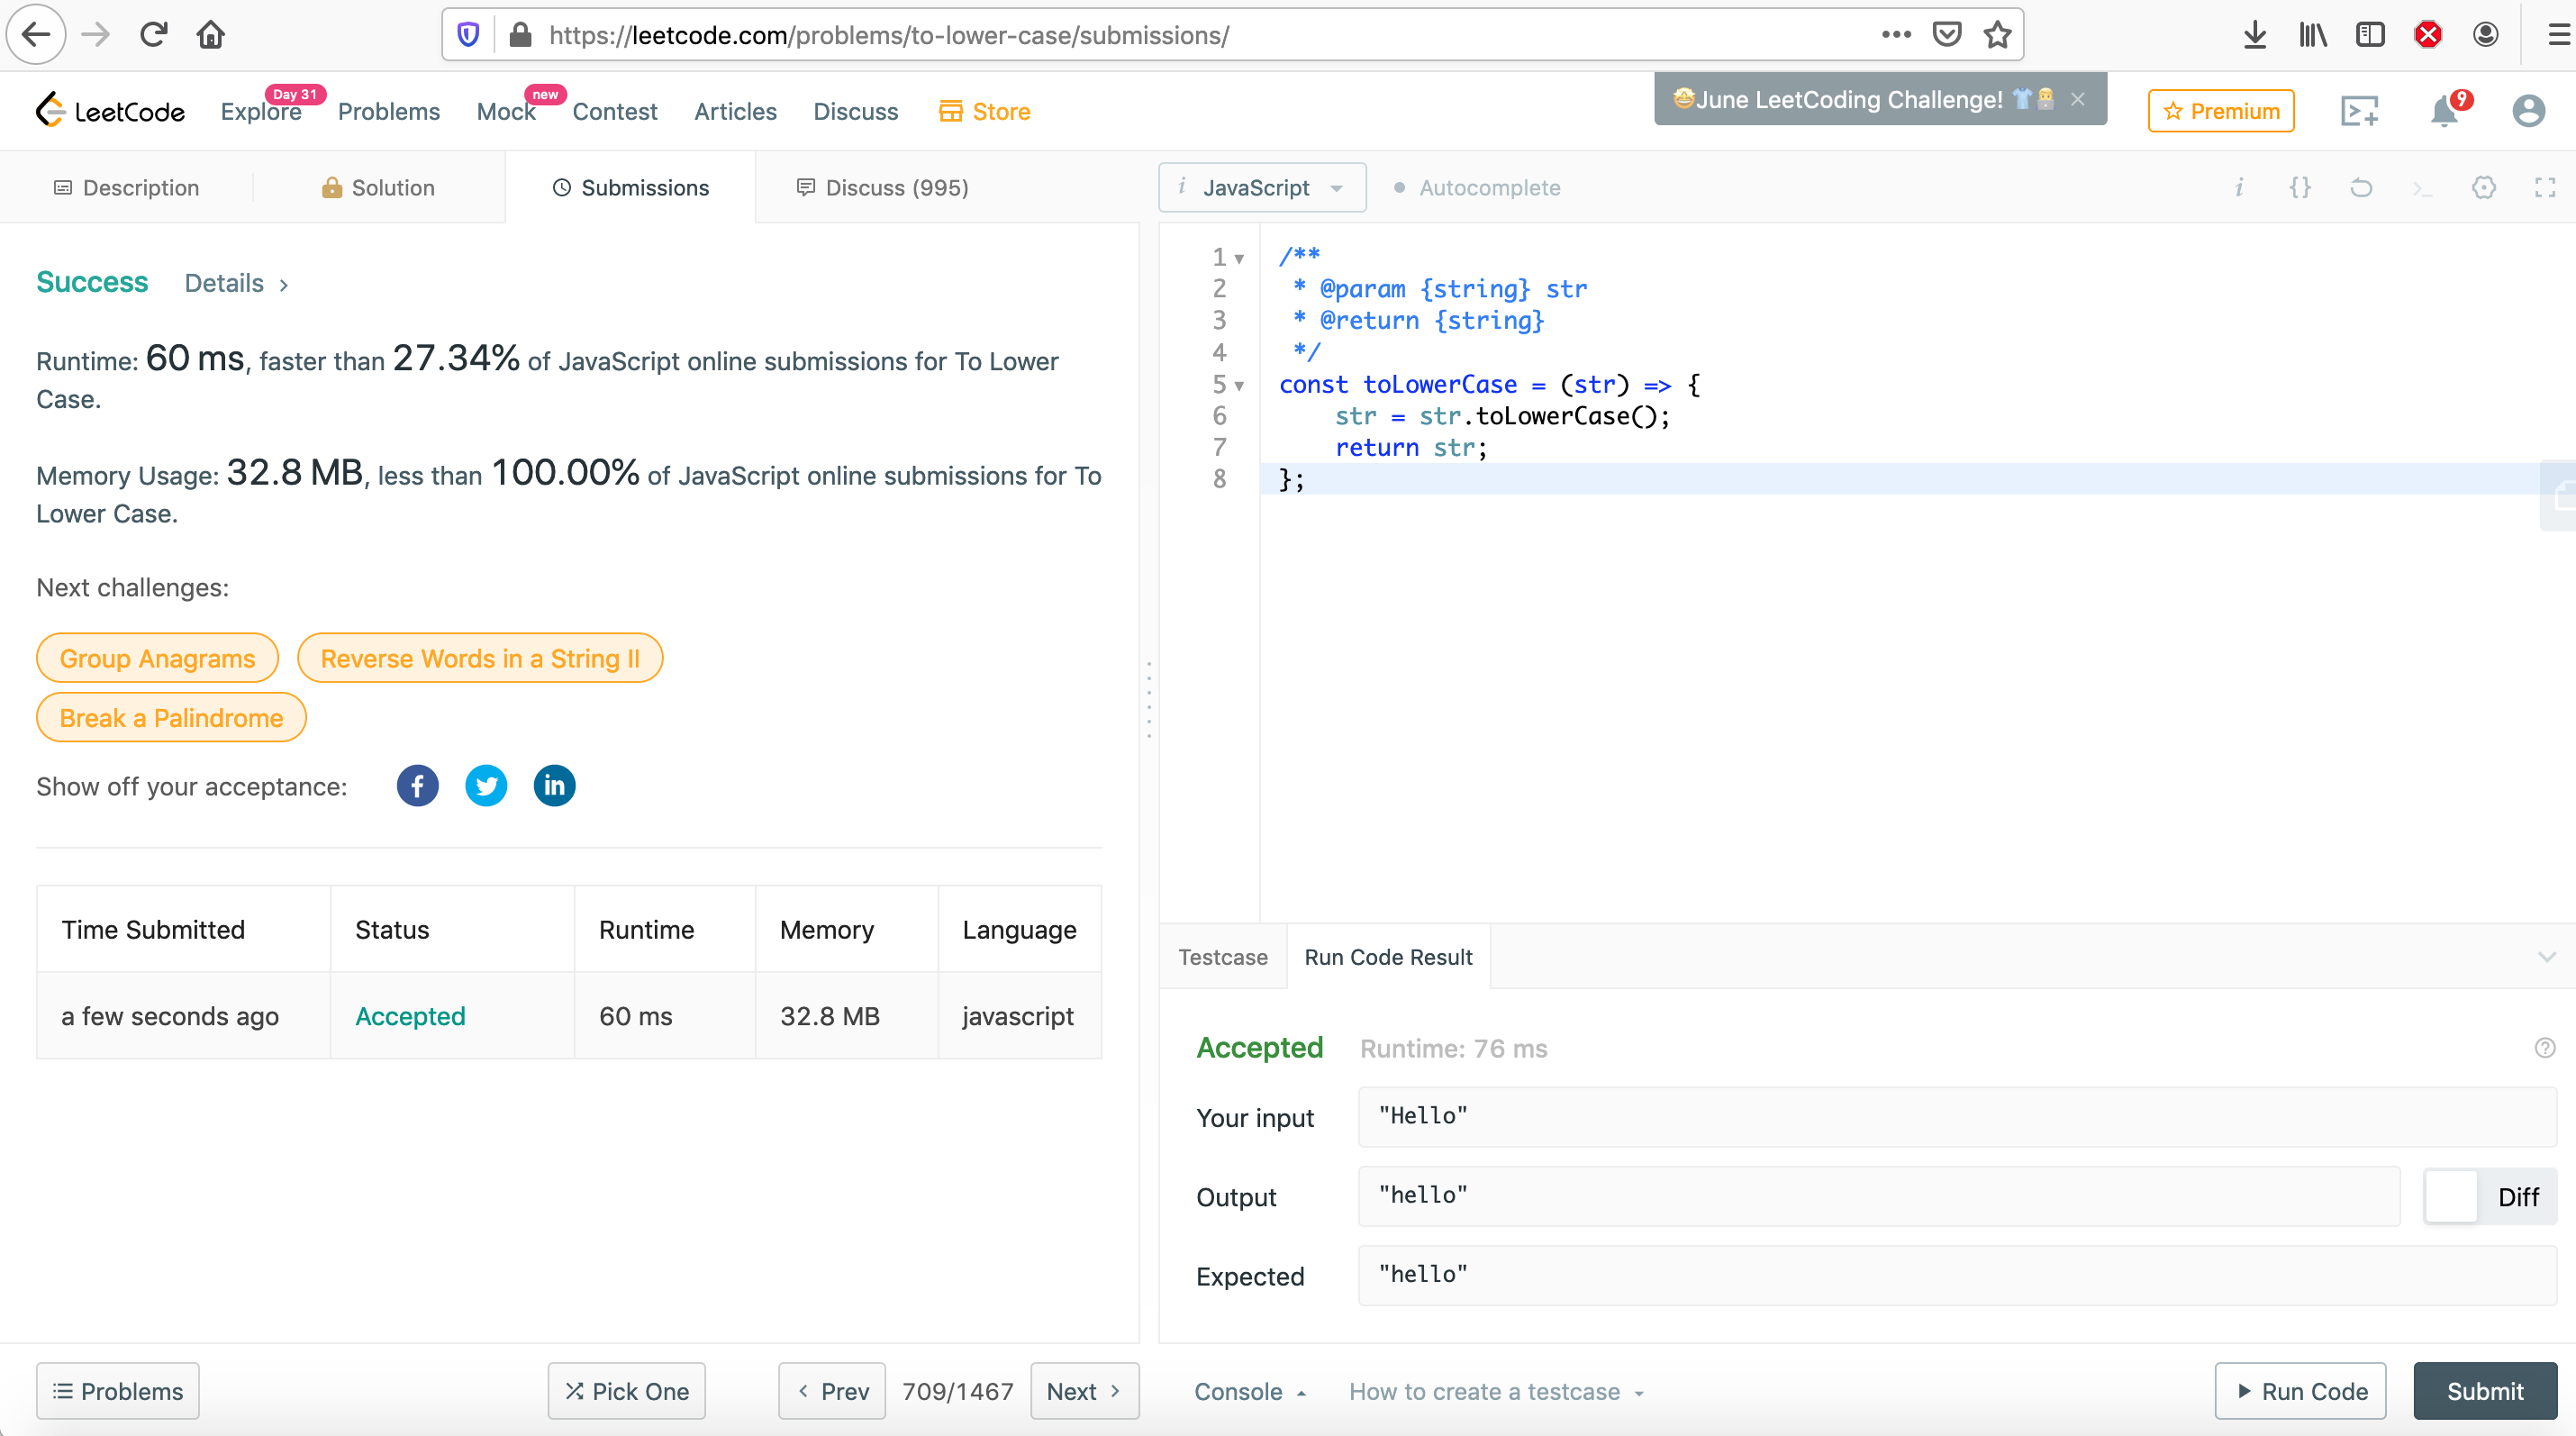 https://leetcode.com/problems/to-lower-case/submissions/
LeetCode
Explore
Day 31
Problems
Mock
new
Contest
Articles
Discuss
Store
🤩June LeetCoding Challenge! 👕
Premium
9
Description
Solution
Submissions
Discuss (995)
i JavaScript
Autocomplete
Success
Details >
Runtime: 60 ms, faster than 27.34% of JavaScript online submissions for To Lower
Case.
Memory Usage: 32.8 MB, less than 100.00% of JavaScript online submissions for To
Lower Case.
Next challenges:
Group Anagrams
Reverse Words in a String II
Break a Palindrome
Show off your acceptance:
Time Submitted Status Runtime Memory Language
a few seconds ago Accepted 60 ms 32.8 MB javascript
1 /**
2  * @param {string} str
3  * @return {string}
4  */
5 const toLowerCase = (str) => {
6     str = str.toLowerCase();
7     return str;
8 };
Testcase
Run Code Result
Accepted Runtime: 76 ms
Your input "Hello"
Output "hello" Diff
Expected "hello"
Problems
Pick One
Prev
709/1467
Next
Console
How to create a testcase
Run Code
Submit